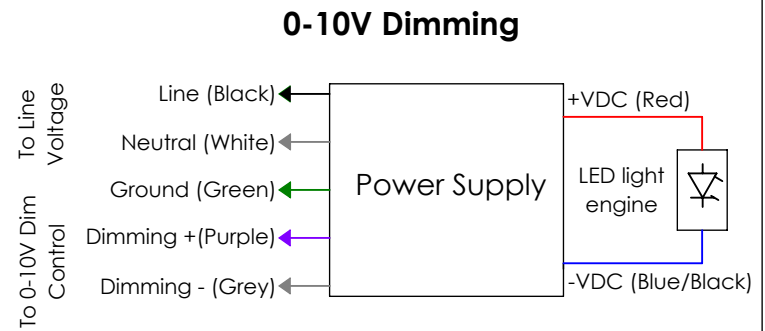 0-10V Dimming
To Line
Voltage
Line (Black)
Neutral (White)
Ground (Green)
To 0-10V Dim
Control
Dimming +(Purple)
Dimming - (Grey)
Power Supply
+VDC (Red)
LED light
engine
-VDC (Blue/Black)